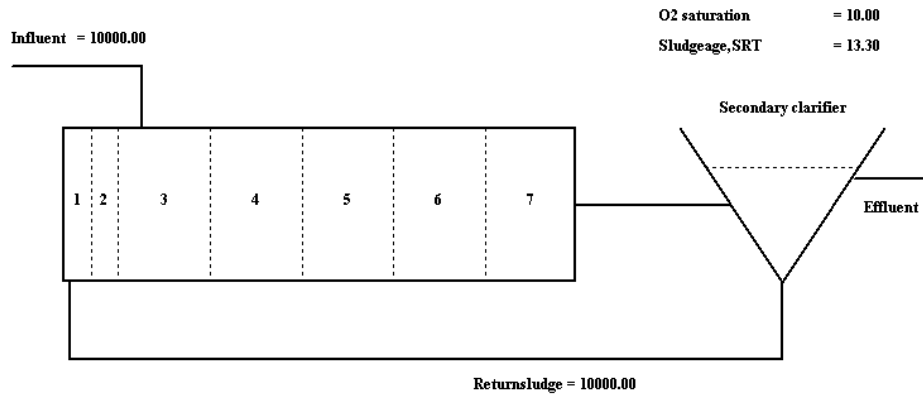 O2 saturation = 10.00
Influent = 10000.00
Sludgeage,SRT = 13.30
Secondary clarifier
1 2 3 4 5 6 7
Effluent
Returnsludge = 10000.00